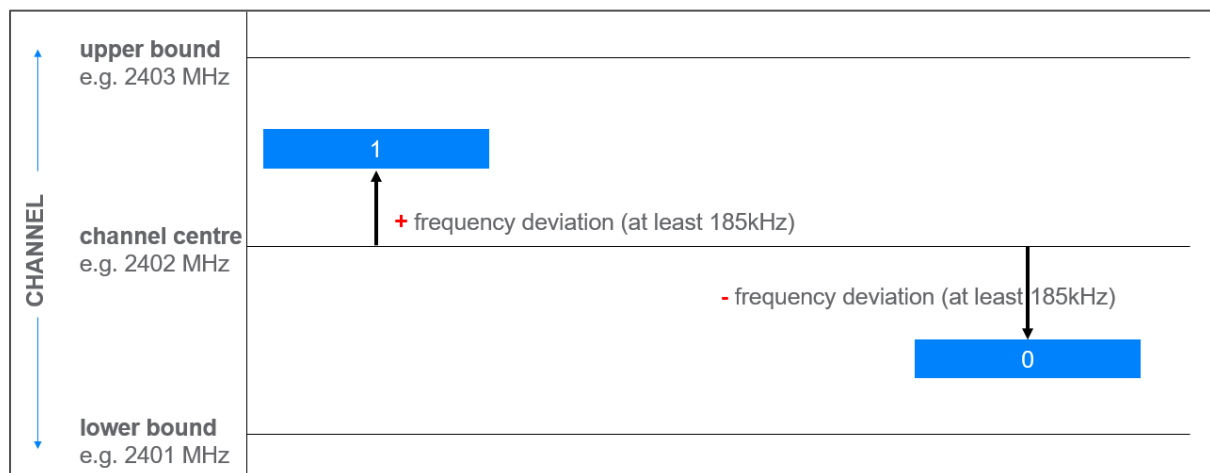 CHANNEL
upper bound
e.g. 2403 MHz
1
+ frequency deviation (at least 185kHz)
channel centre
e.g. 2402 MHz
- frequency deviation (at least 185kHz)
0
lower bound
e.g. 2401 MHz